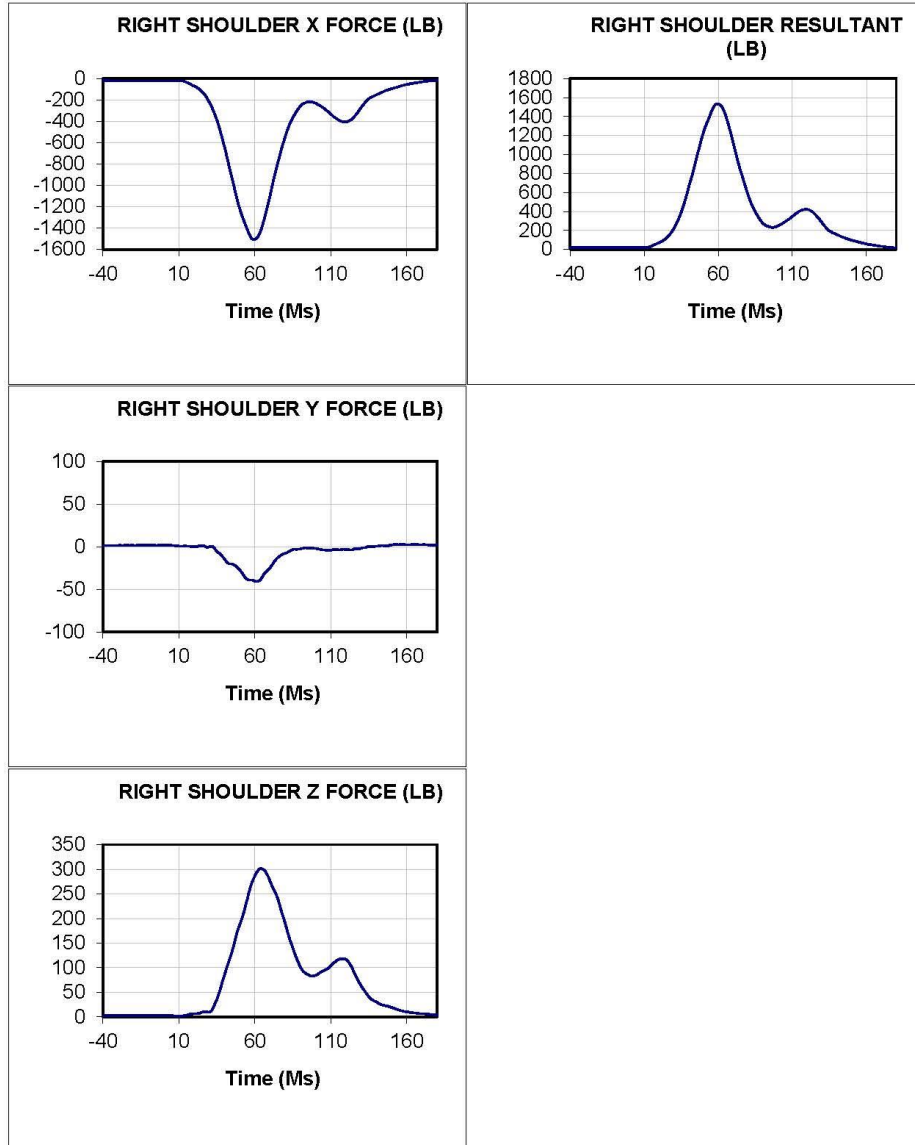 RIGHT SHOULDER X FORCE (LB)
0
-200
-400
-600
-800
-1000
-1200
-1400
-1600
-40 10 60 110 160
Time (Ms)
RIGHT SHOULDER RESULTANT
(LB)
1800
1600
1400
1200
1000
800
600
400
200
0
-40 10 60 110 160
Time (Ms)
RIGHT SHOULDER Y FORCE (LB)
100
50
0
-50
-100
-40 10 60 110 160
Time (Ms)
RIGHT SHOULDER Z FORCE (LB)
350
300
250
200
150
100
50
0
-40 10 60 110 160
Time (Ms)